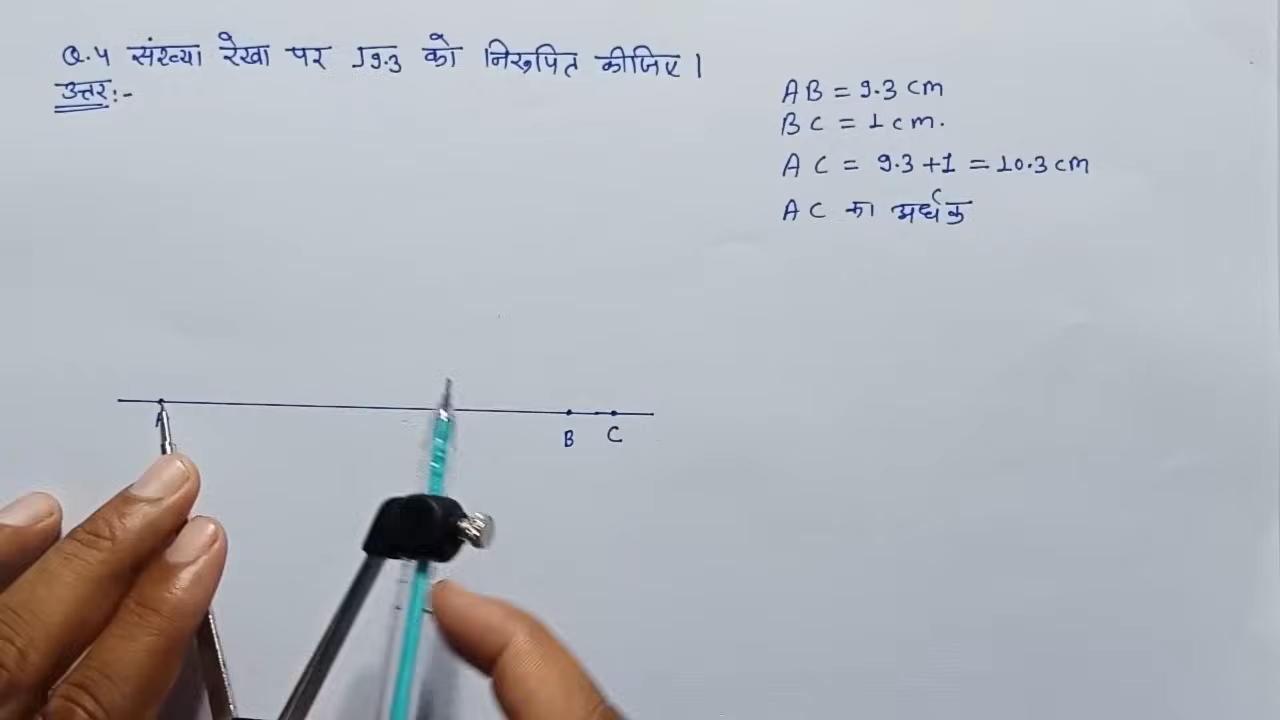 Q.4 संख्या रेखा पर √9.3 को निरूपित कीजिए।
उत्तर:-
AB = 9.3 cm
BC = 1 cm.
AC = 9.3 + 1 = 10.3 cm
AC का अर्धक
A B C